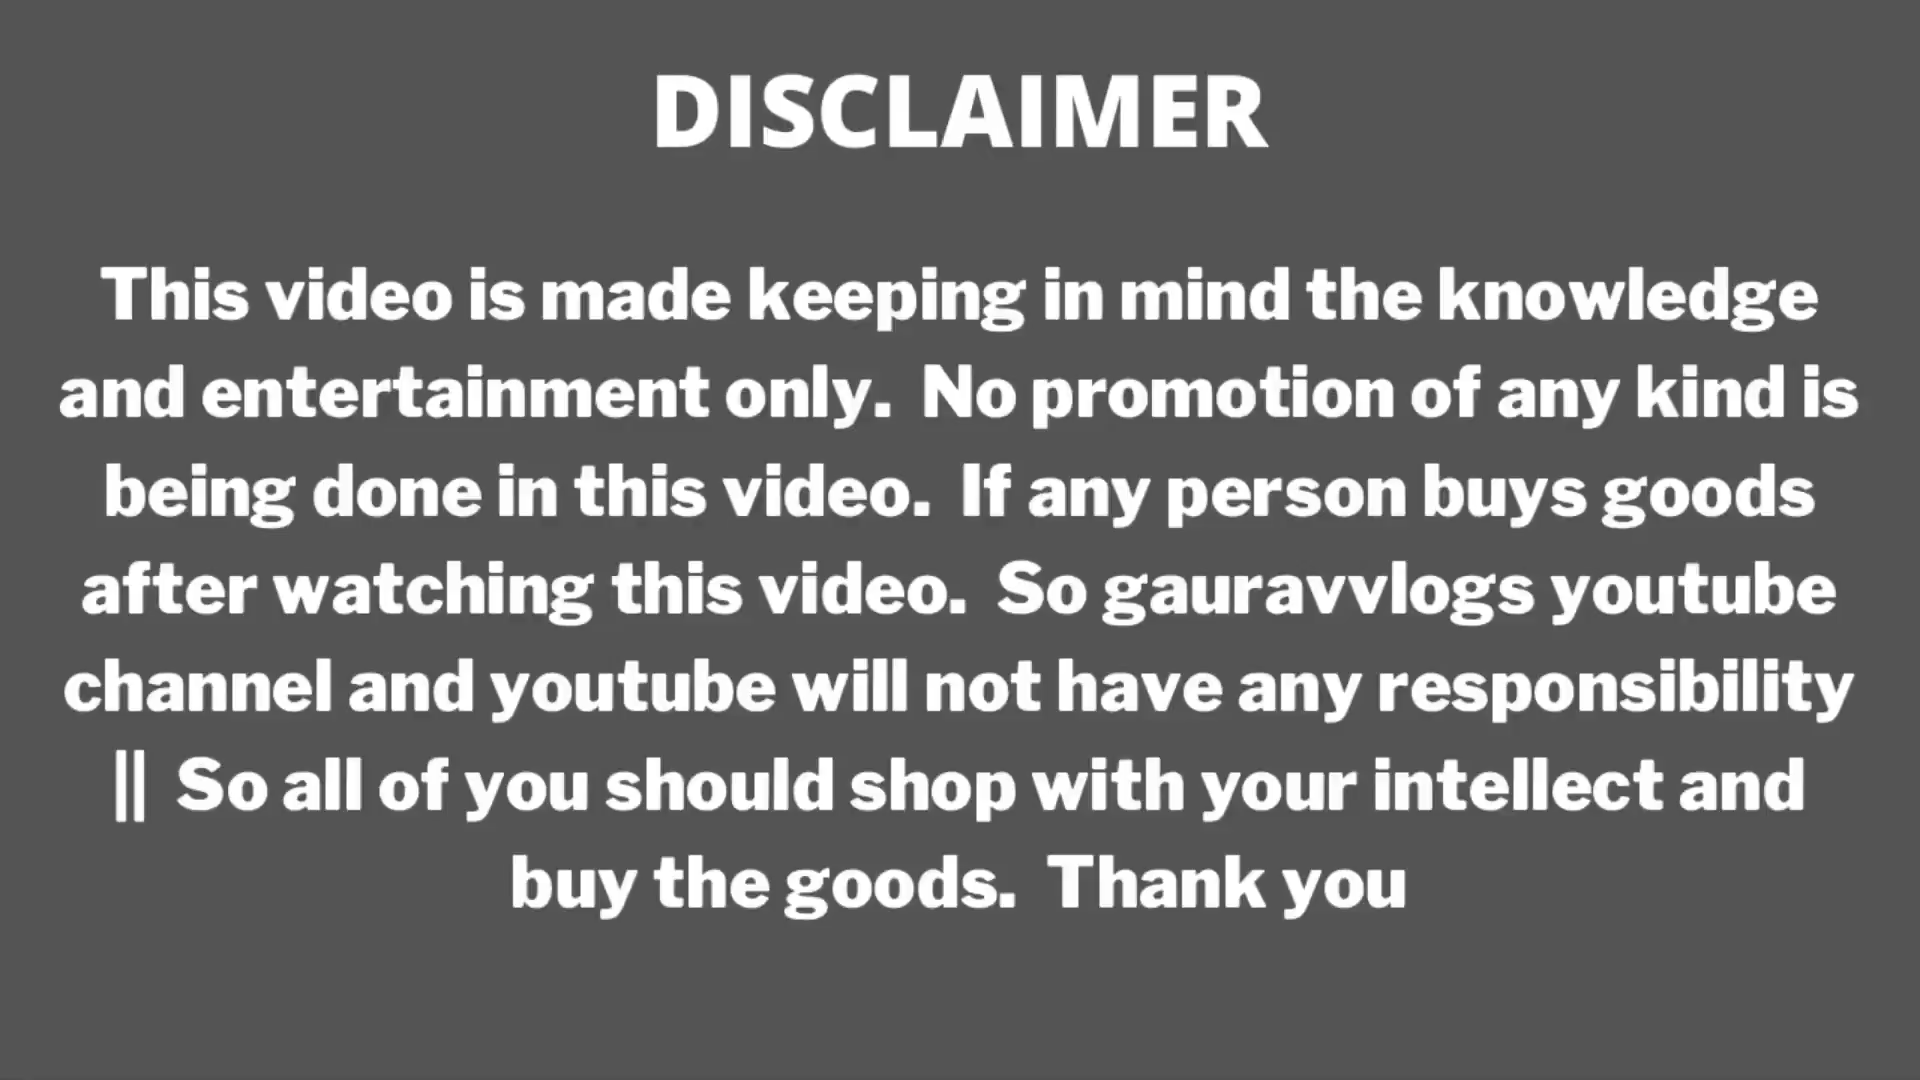 DISCLAIMER
This video is made keeping in mind the knowledge
and entertainment only. No promotion of any kind is
being done in this video. If any person buys goods
after watching this video. So gauravvlogs youtube
channel and youtube will not have any responsibility
|| So all of you should shop with your intellect and
buy the goods. Thank you